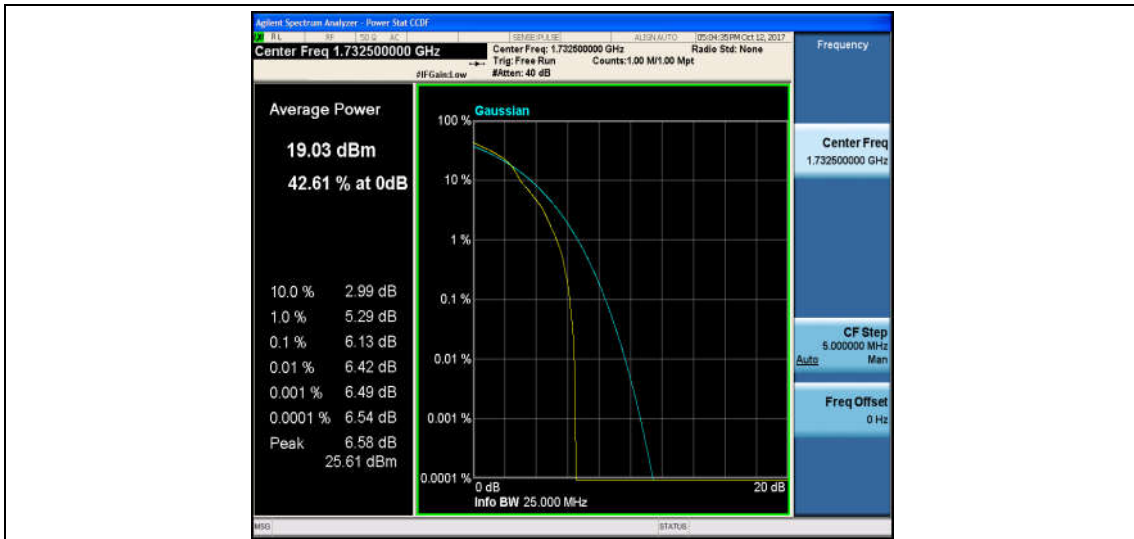 Agilent Spectrum Analyzer - Power Stat CCDF
RL RF 50 Ω AC SENSE:PULSE ALIGNAUTO 05:04:35PM Oct 12, 2017
Center Freq 1.732500000 GHz
Center Freq: 1.732500000 GHz Radio Std: None
Trig: Free Run Counts:1.00 M/1.00 Mpt
#IFGain:Low #Atten: 40 dB
Frequency
Average Power
19.03 dBm
42.61 % at 0dB
10.0 % 2.99 dB
1.0 % 5.29 dB
0.1 % 6.13 dB
0.01 % 6.42 dB
0.001 % 6.49 dB
0.0001 % 6.54 dB
Peak 6.58 dB
25.61 dBm
Gaussian
100 %
10 %
1 %
0.1 %
0.01 %
0.001 %
0.0001 %
0 dB 20 dB
Info BW 25.000 MHz
Center Freq
1.732500000 GHz
CF Step
5.000000 MHz
Auto Man
Freq Offset
0 Hz
MSG STATUS